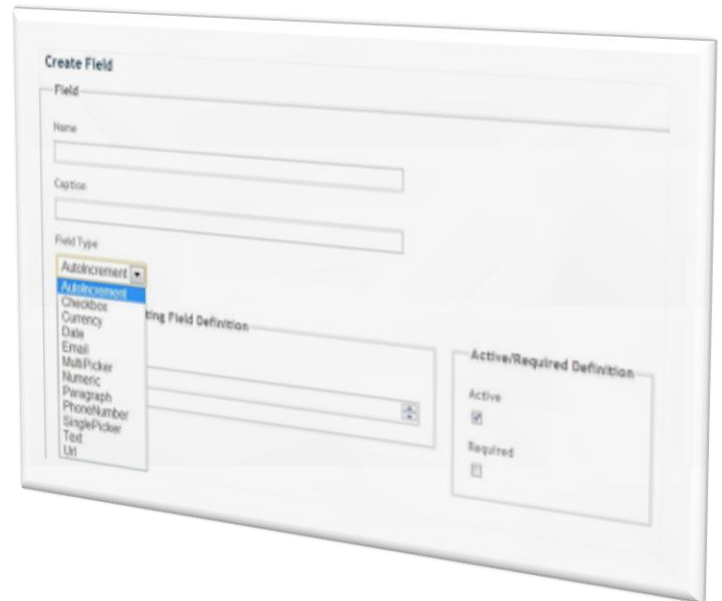 Create Field
Field
Name
Caption
Field Type
AutoIncrement
AutoIncrement
Checkbox
Currency
Date
Email
MultiPicker
Numeric
Paragraph
PhoneNumber
SinglePicker
Text
Url
ting Field Definition
Active/Required Definition
Active
Required